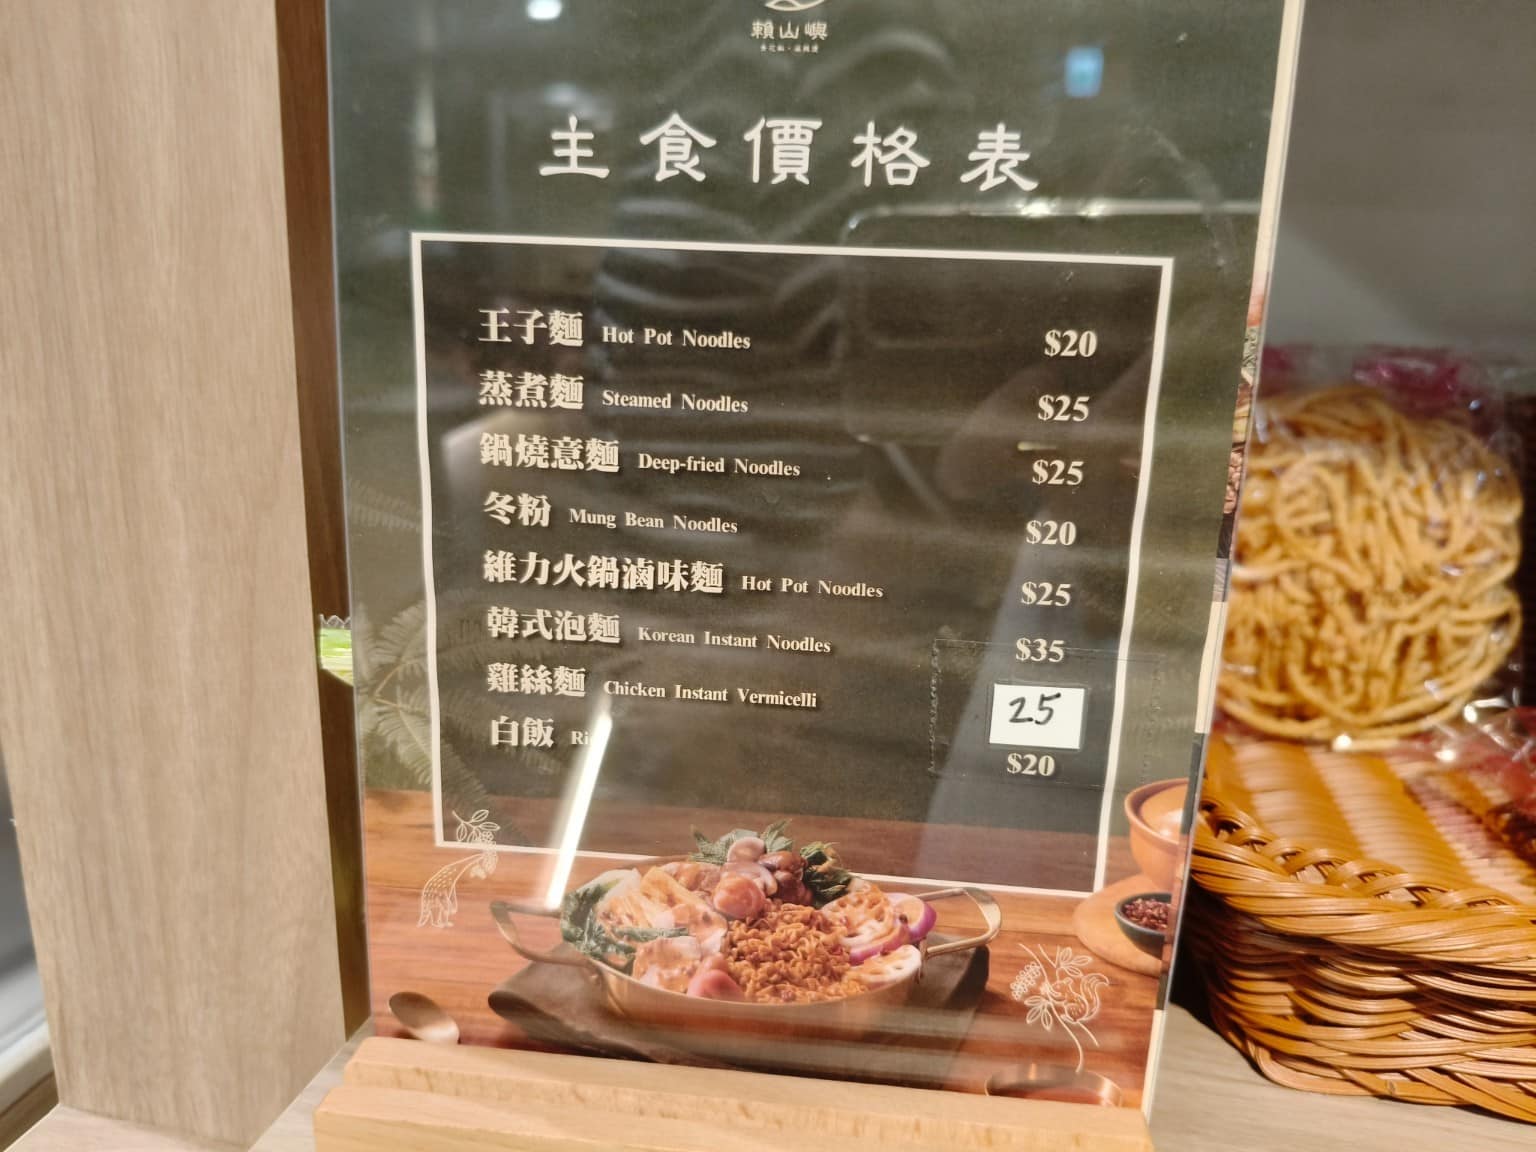 賴山嶼
主食價格表
王子麵 Hot Pot Noodles $20
蒸煮麵 Steamed Noodles $25
鍋燒意麵 Deep-fried Noodles $25
冬粉 Mung Bean Noodles $20
維力火鍋滷味麵 Hot Pot Noodles $25
韓式泡麵 Korean Instant Noodles $35
雞絲麵 Chicken Instant Vermicelli 25
白飯 $20